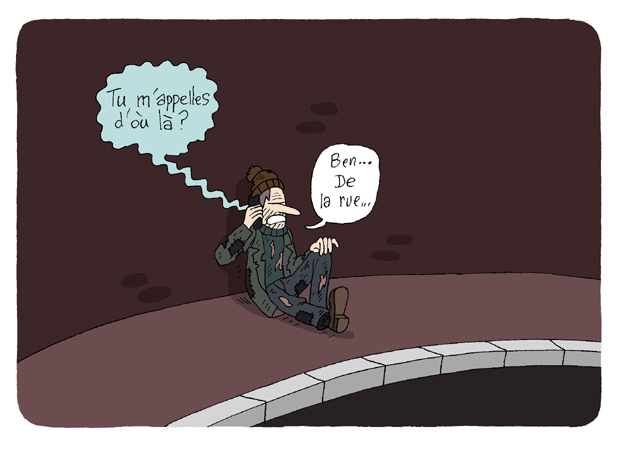 Tu m'appelles
d'où là ?
Ben...
De
la rue...